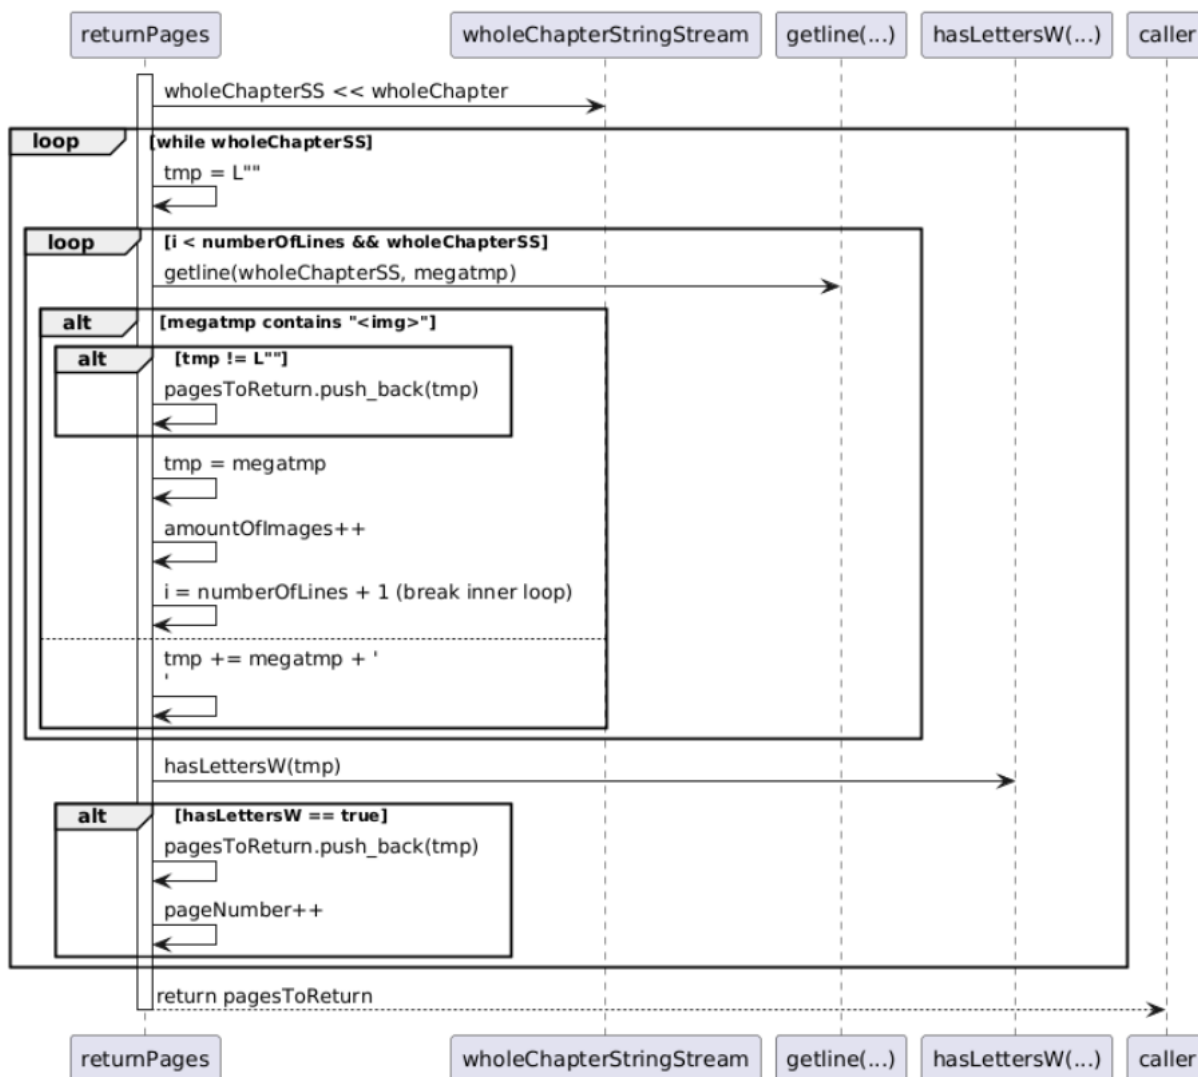 returnPages wholeChapterStringStream getline(...) hasLettersW(...) caller
wholeChapterSS << wholeChapter
loop [while wholeChapterSS]
tmp = L""
loop [i < numberOfLines && wholeChapterSS]
getline(wholeChapterSS, megatmp)
alt [megatmp contains "<img>"]
alt [tmp != L""]
pagesToReturn.push_back(tmp)
tmp = megatmp
amountOfImages++
i = numberOfLines + 1 (break inner loop)
tmp += megatmp + '
'
hasLettersW(tmp)
alt [hasLettersW == true]
pagesToReturn.push_back(tmp)
pageNumber++
return pagesToReturn
returnPages wholeChapterStringStream getline(...) hasLettersW(...) caller